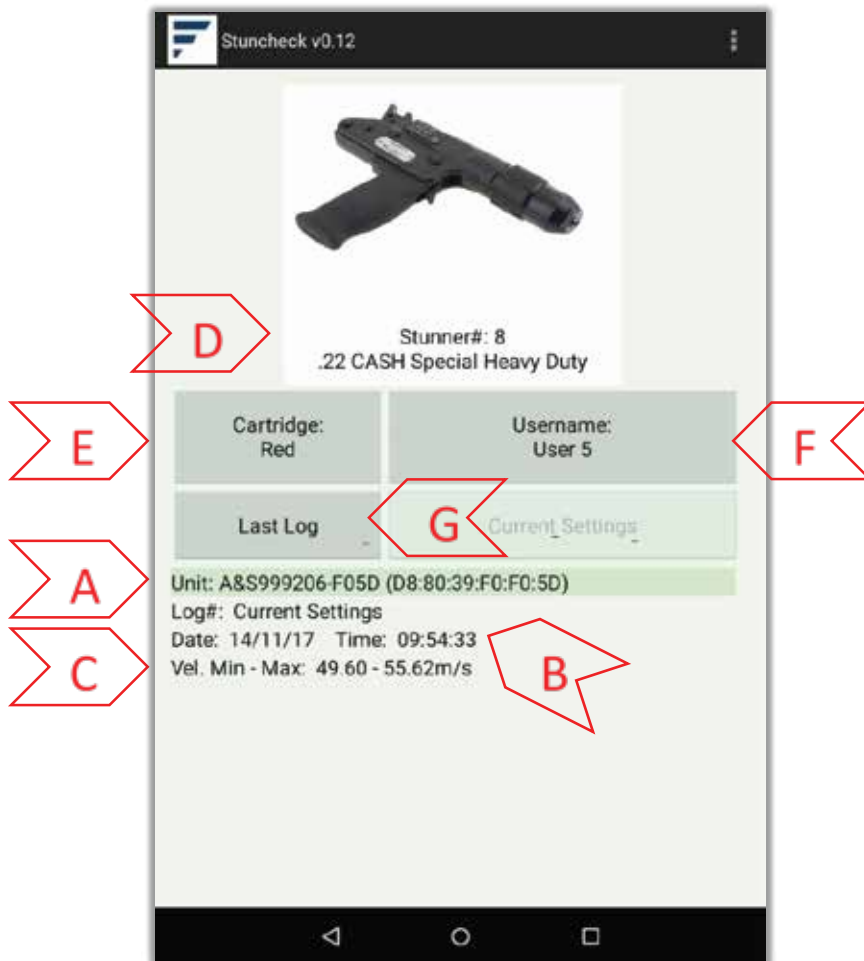 Stuncheck v0.12
D
Stunner#: 8
.22 CASH Special Heavy Duty
E
Cartridge:
Red
Username:
User 5
F
Last Log
G
Current Settings
A
Unit: A&S999206-F05D (D8:80:39:F0:F0:5D)
Log#: Current Settings
Date: 14/11/17 Time: 09:54:33
B
C
Vel. Min - Max: 49.60 - 55.62m/s